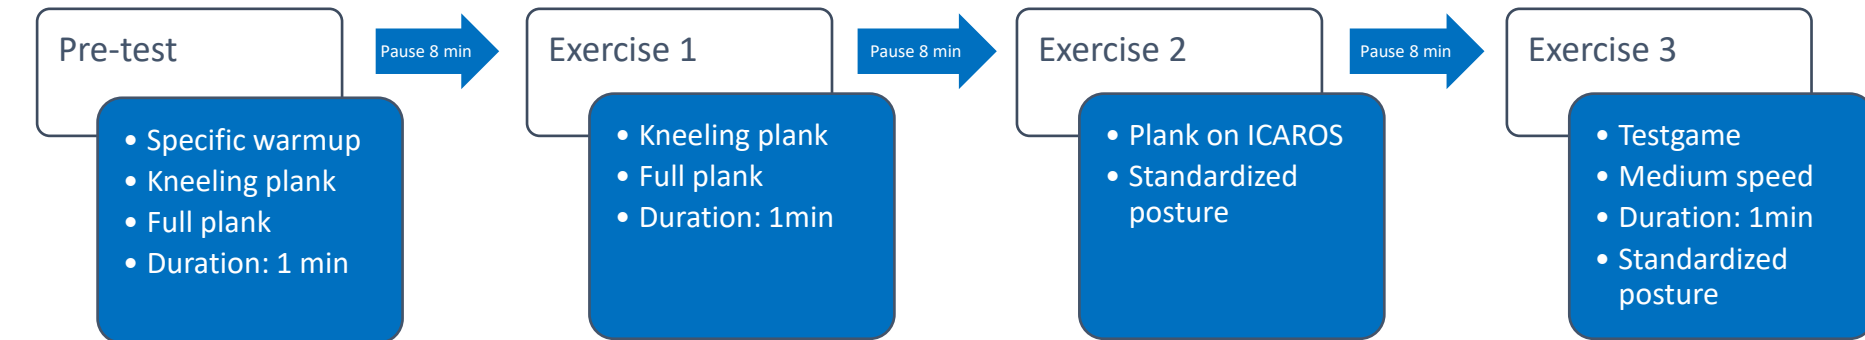 Pre-test
• Specific warmup
• Kneeling plank
• Full plank
• Duration: 1 min
Pause 8 min
Exercise 1
• Kneeling plank
• Full plank
• Duration: 1min
Pause 8 min
Exercise 2
• Plank on ICAROS
• Standardized
posture
Pause 8 min
Exercise 3
• Testgame
• Medium speed
• Duration: 1min
• Standardized
posture